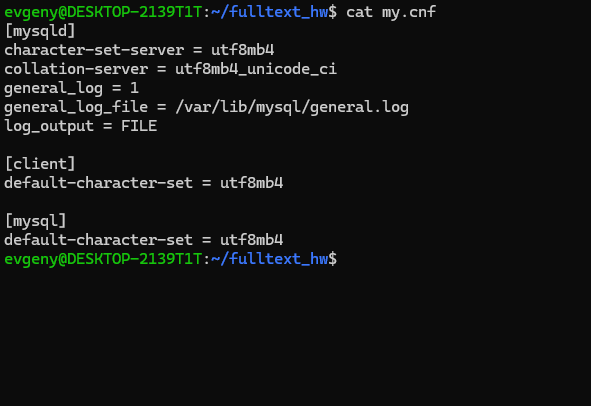 evgeny@DESKTOP-2139T1T:~/fulltext_hw$ cat my.cnf
[mysqld]
character-set-server = utf8mb4
collation-server = utf8mb4_unicode_ci
general_log = 1
general_log_file = /var/lib/mysql/general.log
log_output = FILE

[client]
default-character-set = utf8mb4

[mysql]
default-character-set = utf8mb4
evgeny@DESKTOP-2139T1T:~/fulltext_hw$